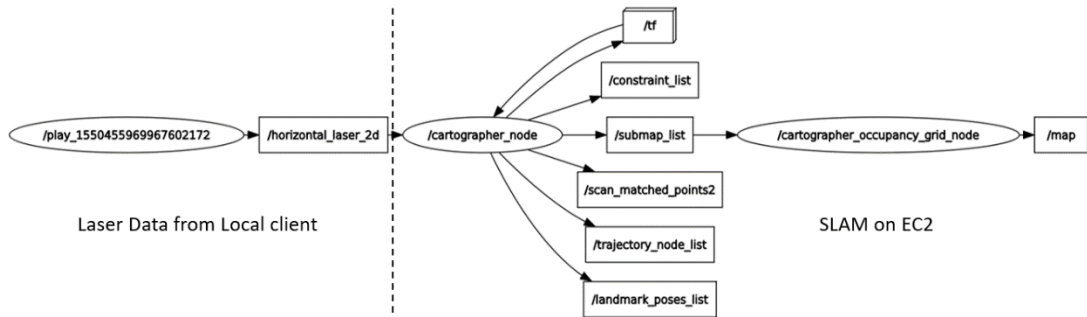 /tf
/constraint_list
/play_1550455969967602172
/horizontal_laser_2d
/cartographer_node
/submap_list
/cartographer_occupancy_grid_node
/map
/scan_matched_points2
Laser Data from Local client
SLAM on EC2
/trajectory_node_list
/landmark_poses_list